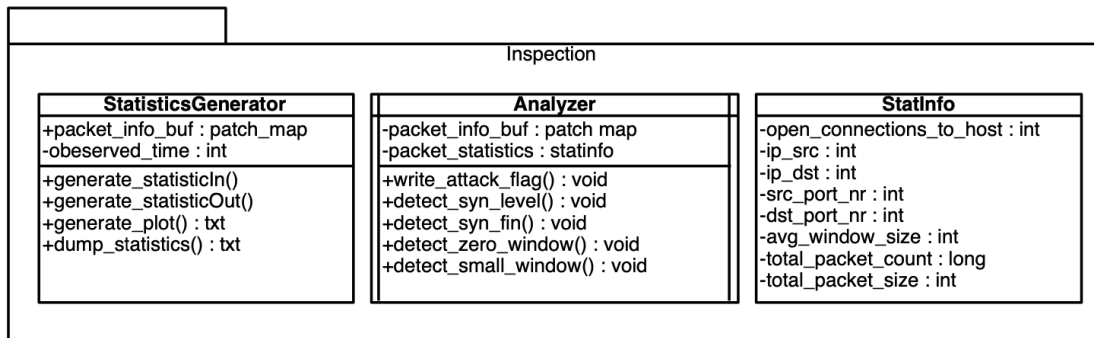 Inspection
StatisticsGenerator
+packet_info_buf : patch_map
-obeserved_time : int
+generate_statisticIn()
+generate_statisticOut()
+generate_plot() : txt
+dump_statistics() : txt
Analyzer
-packet_info_buf : patch map
-packet_statistics : statinfo
+write_attack_flag() : void
+detect_syn_level() : void
+detect_syn_fin() : void
+detect_zero_window() : void
+detect_small_window() : void
StatInfo
-open_connections_to_host : int
-ip_src : int
-ip_dst : int
-src_port_nr : int
-dst_port_nr : int
-avg_window_size : int
-total_packet_count : long
-total_packet_size : int